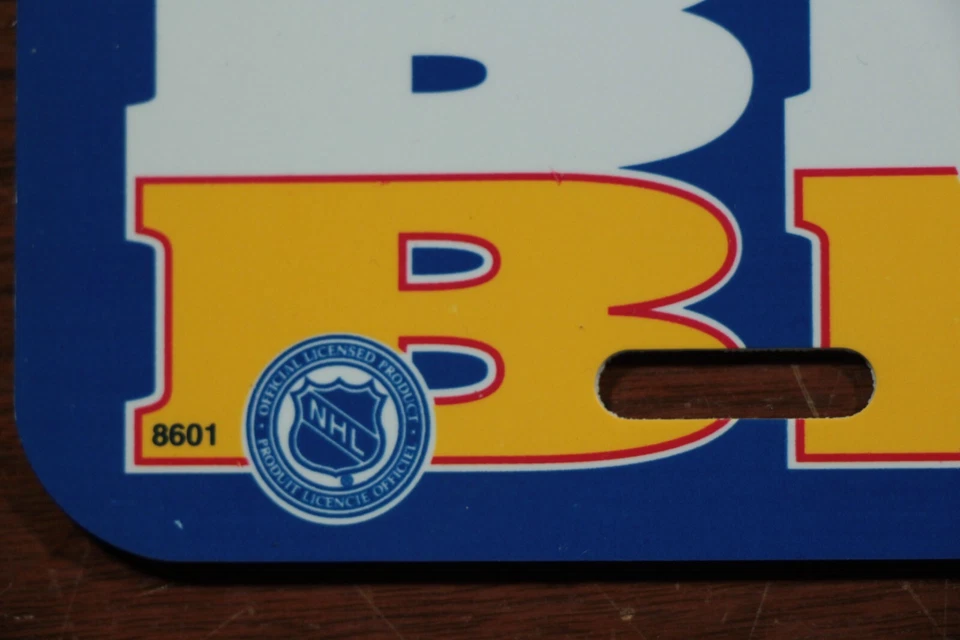 B
B
8601
OFFICIAL LICENSED PRODUCT
NHL
PRODUIT LICENCIE OFFICIEL